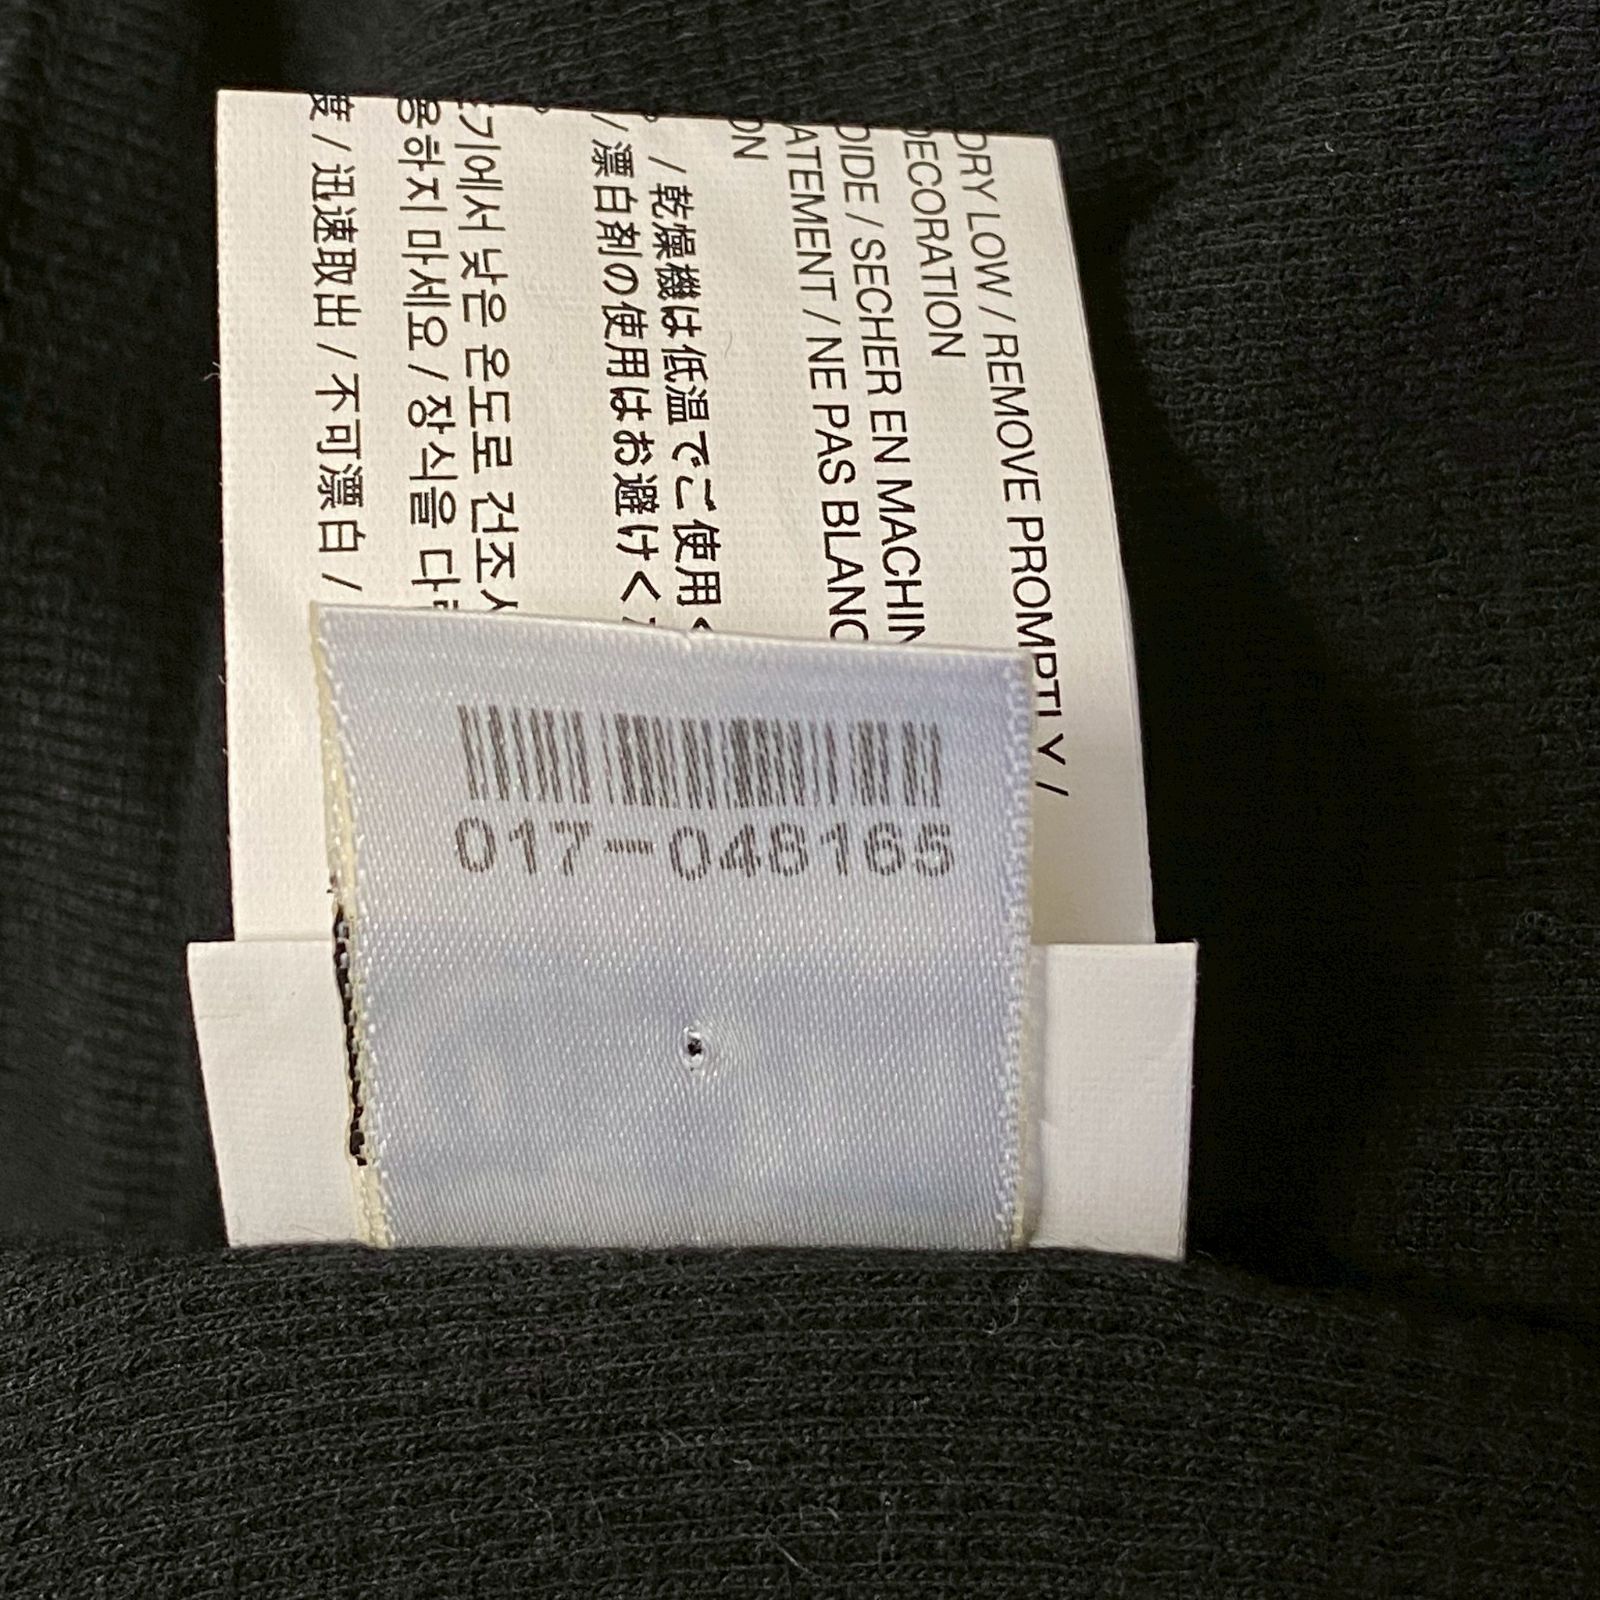 DRY LOW / REMOVE PROMPTLY /
DECORATION
OIDE / SECHER EN MACHIN
ATEMENT / NE PAS BLANC
ON
/ 乾燥機は低温でご使用く
/ 漂白剤の使用はお避けく
기에서 낮은 온도로 건조
용하지 마세요 / 장식을 다
度 / 迅速取出 / 不可漂白 /
017-048165